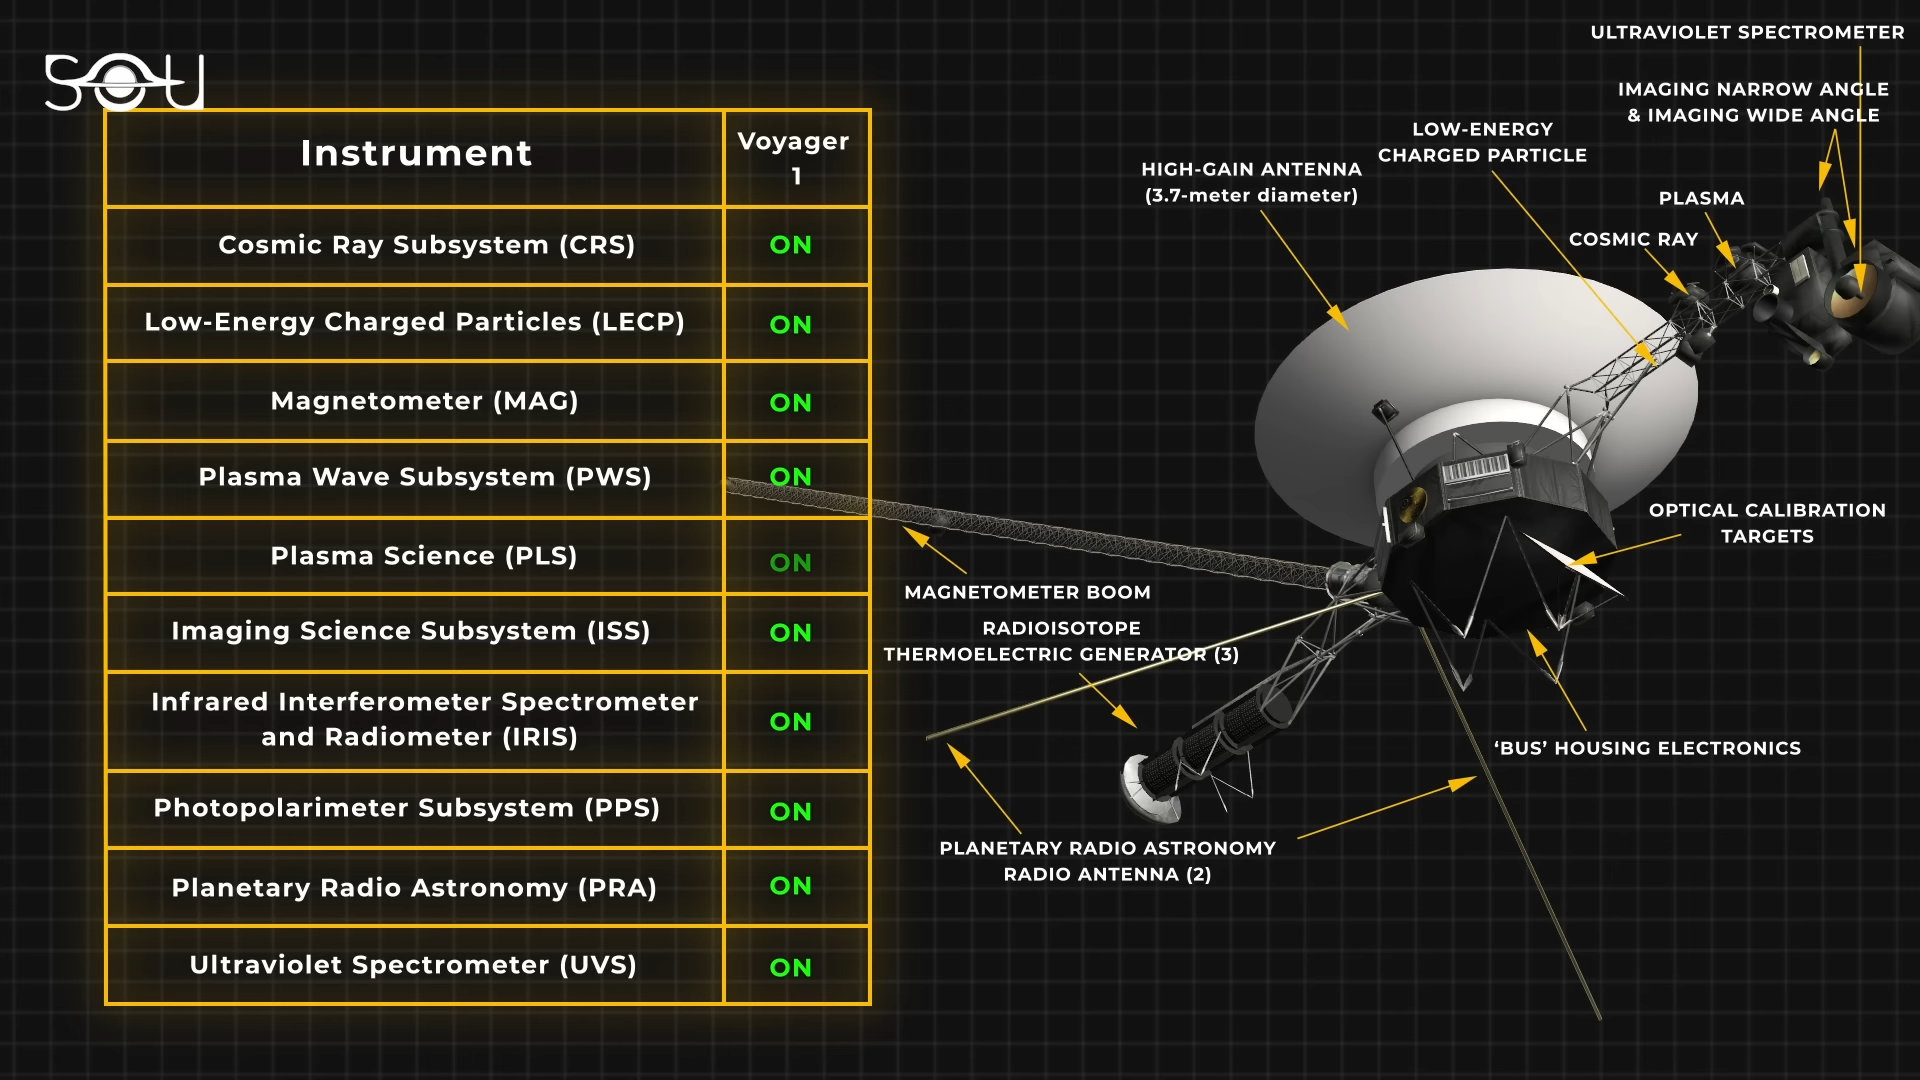 SOU
Instrument
Voyager
1
Cosmic Ray Subsystem (CRS)
ON
Low-Energy Charged Particles (LECP)
ON
Magnetometer (MAG)
ON
Plasma Wave Subsystem (PWS)
ON
Plasma Science (PLS)
ON
Imaging Science Subsystem (ISS)
ON
Infrared Interferometer Spectrometer
and Radiometer (IRIS)
ON
Photopolarimeter Subsystem (PPS)
ON
Planetary Radio Astronomy (PRA)
ON
Ultraviolet Spectrometer (UVS)
ON
ULTRAVIOLET SPECTROMETER
IMAGING NARROW ANGLE
& IMAGING WIDE ANGLE
LOW-ENERGY
CHARGED PARTICLE
HIGH-GAIN ANTENNA
(3.7-meter diameter)
PLASMA
COSMIC RAY
OPTICAL CALIBRATION
TARGETS
MAGNETOMETER BOOM
RADIOISOTOPE
THERMOELECTRIC GENERATOR (3)
‘BUS’ HOUSING ELECTRONICS
PLANETARY RADIO ASTRONOMY
RADIO ANTENNA (2)